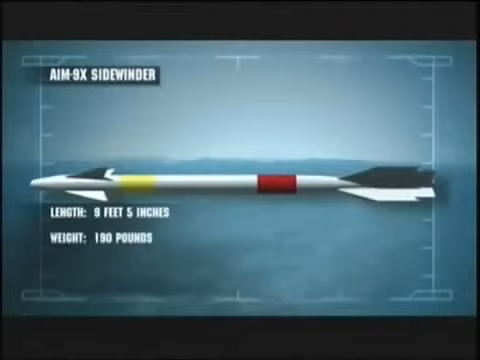 AIM-9X SIDEWINDER
LENGTH: 9 FEET 5 INCHES
WEIGHT: 190 POUNDS